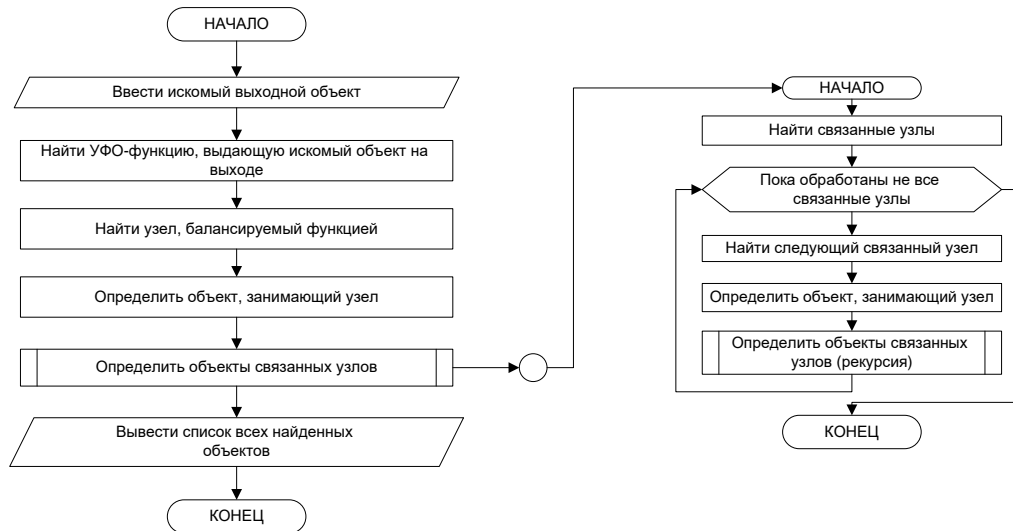 НАЧАЛО
Ввести искомый выходной объект
Найти УФО-функцию, выдающую искомый объект на
выходе
Найти узел, балансируемый функцией
Определить объект, занимающий узел
Определить объекты связанных узлов
Вывести список всех найденных
объектов
КОНЕЦ
НАЧАЛО
Найти связанные узлы
Пока обработаны не все
связанные узлы
Найти следующий связанный узел
Определить объект, занимающий узел
Определить объекты связанных
узлов (рекурсия)
КОНЕЦ